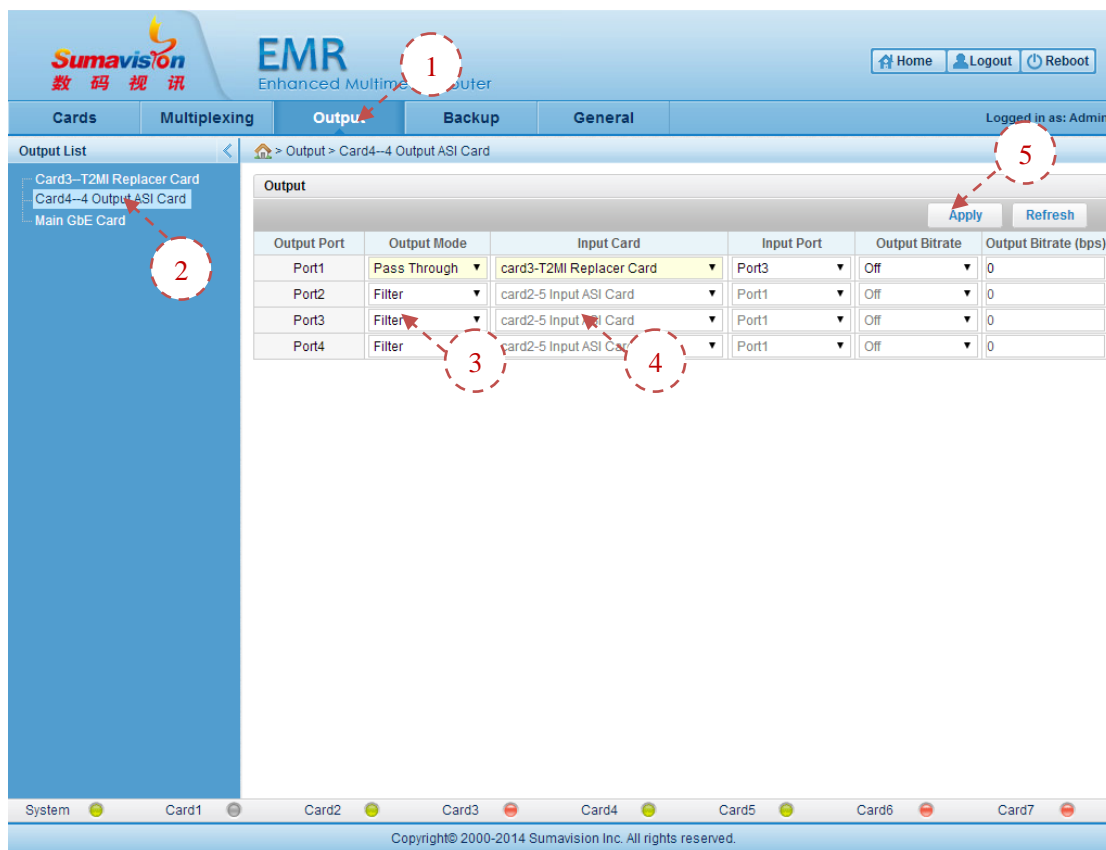 Sumavision
数 码 视 讯
EMR
Enhanced Multime outer
1
Home Logout Reboot
Cards Multiplexing Output Backup General Logged in as: Admin
Output List > Output > Card4--4 Output ASI Card
5
Card3--T2MI Replacer Card
Card4--4 Output ASI Card
Main GbE Card
2
Output
Apply Refresh
Output Port Output Mode Input Card Input Port Output Bitrate Output Bitrate (bps)
Port1 Pass Through card3-T2MI Replacer Card Port3 Off 0
Port2 Filter card2-5 Input ASI Card Port1 Off 0
Port3 Filter card2-5 Input ASI Card Port1 Off 0
Port4 Filter card2-5 Input ASI Card Port1 Off 0
3 4
System Card1 Card2 Card3 Card4 Card5 Card6 Card7
Copyright© 2000-2014 Sumavision Inc. All rights reserved.